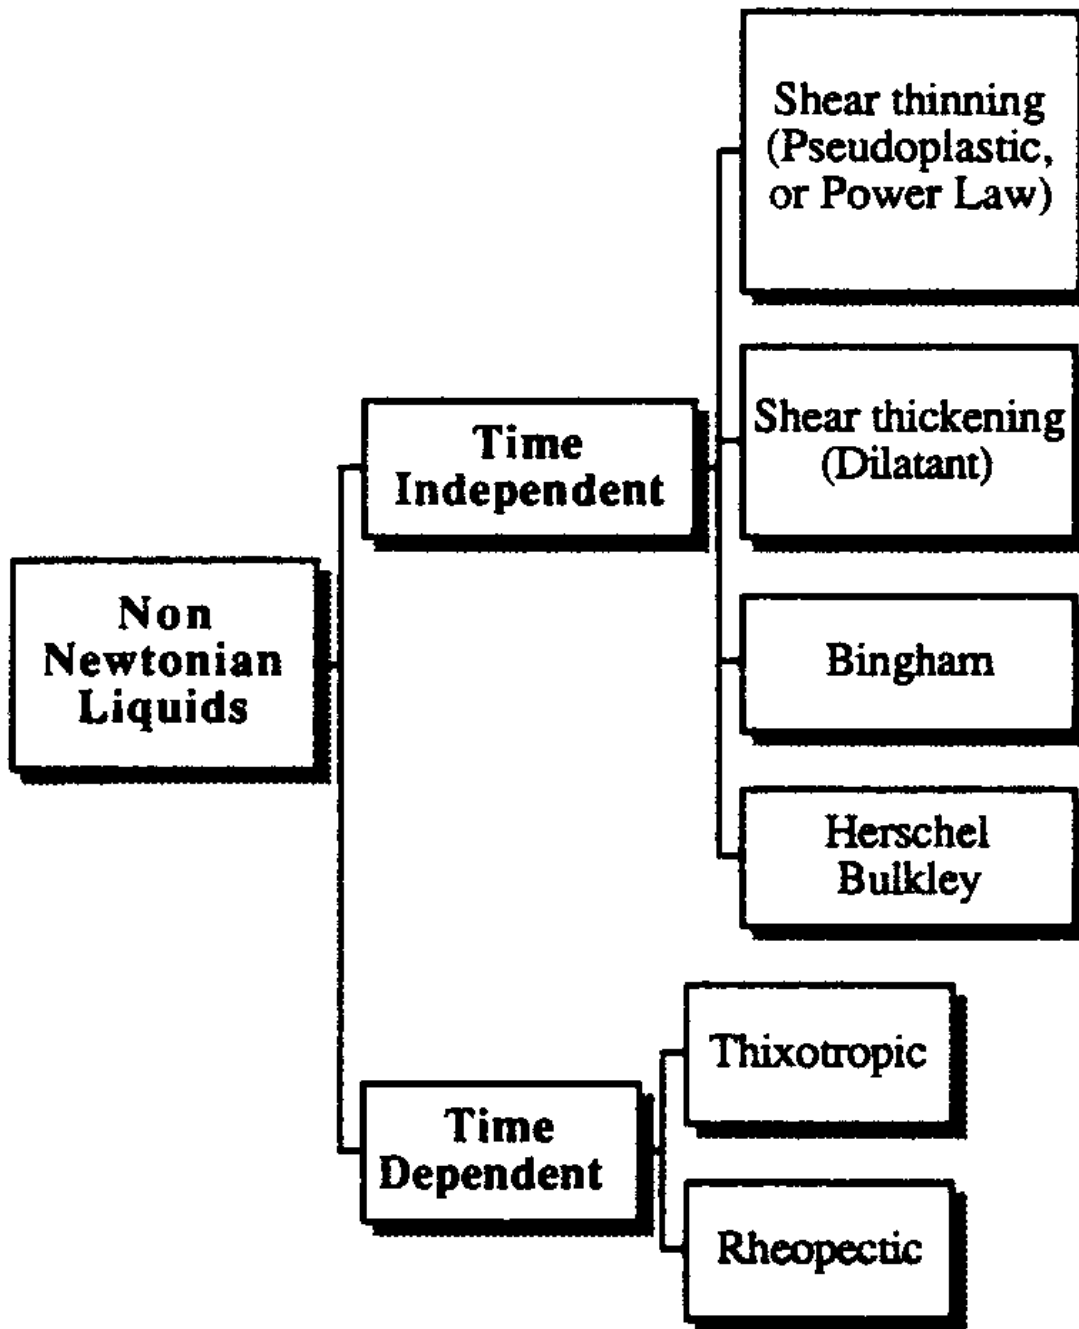 Non
Newtonian
Liquids
Time
Independent
Shear thinning
(Pseudoplastic,
or Power Law)
Shear thickening
(Dilatant)
Bingham
Herschel
Bulkley
Time
Dependent
Thixotropic
Rheopectic